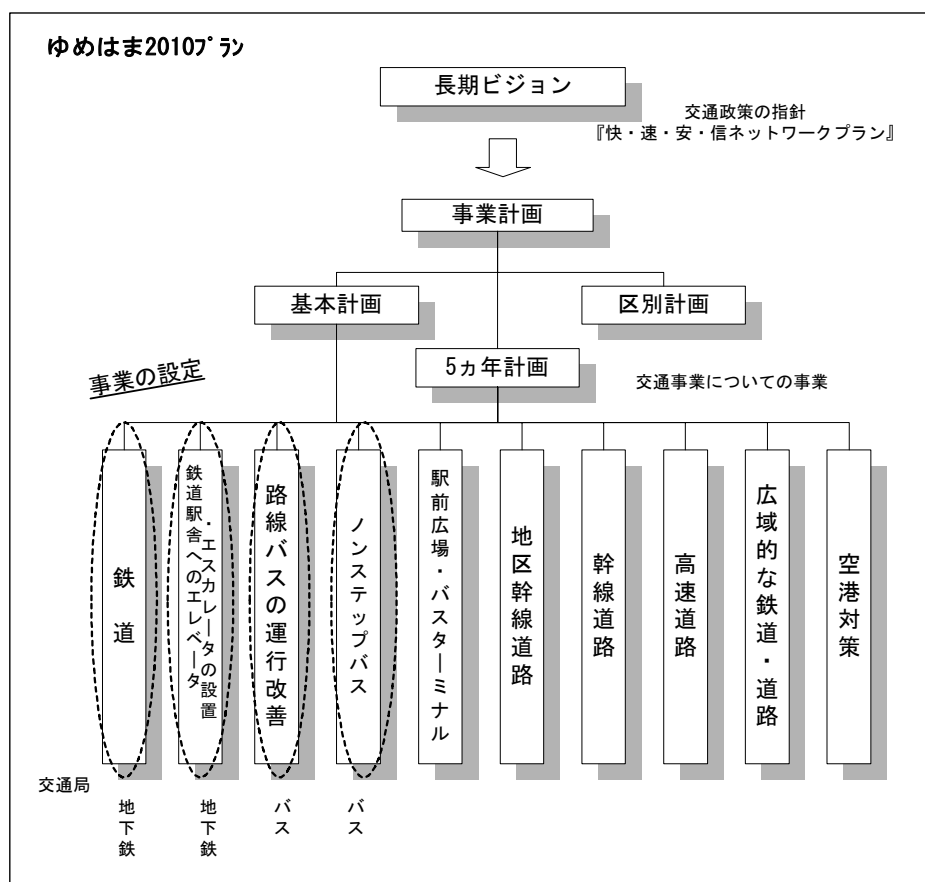 ゆめはま2010プラン
長期ビジョン
交通政策の指針
『快・速・安・信ネットワークプラン』
事業計画
基本計画
区別計画
5ヵ年計画
事業の設定
交通事業についての事業
鉄道
鉄道駅舎へのエレベータ
・エスカレータの設置
路線バスの運行改善
ノンステップバス
駅前広場・バスターミナル
地区幹線道路
幹線道路
高速道路
広域的な鉄道・道路
空港対策
交通局
地下鉄
地下鉄
バス
バス